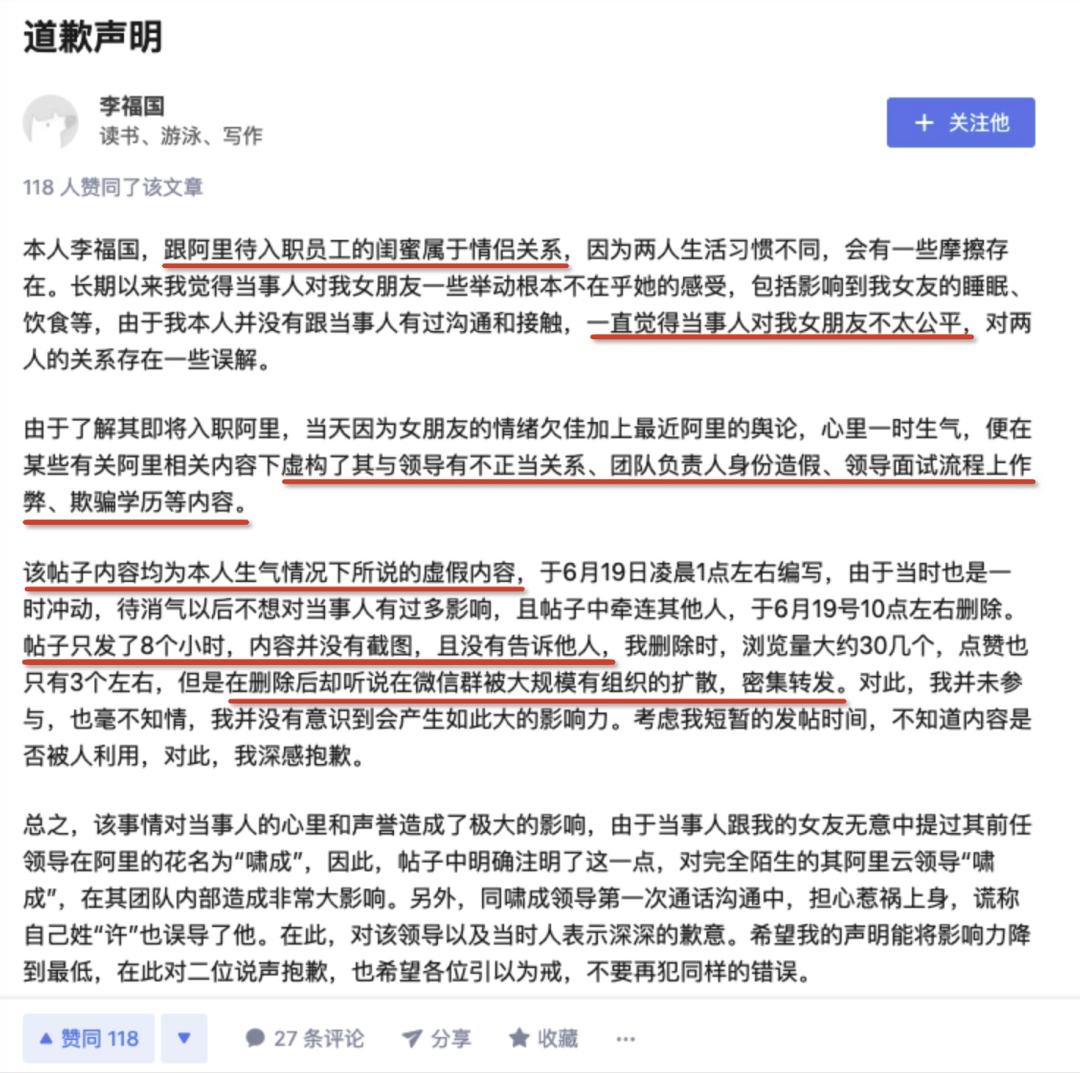 道歉声明
李福国
读书、游泳、写作
+ 关注他
118 人赞同了该文章
本人李福国，跟阿里待入职员工的闺蜜属于情侣关系，因为两人生活习惯不同，会有一些摩擦存
在。长期以来我觉得当事人对我女朋友一些举动根本不在乎她的感受，包括影响到我女友的睡眠、
饮食等，由于我本人并没有跟当事人有过沟通和接触，一直觉得当事人对我女朋友不太公平，对两
人的关系存在一些误解。
由于了解其即将入职阿里，当天因为女朋友的情绪欠佳加上最近阿里的舆论，心里一时生气，便在
某些有关阿里相关内容下虚构了其与领导有不正当关系、团队负责人身份造假、领导面试流程上作
弊、欺骗学历等内容。
该帖子内容均为本人生气情况下所说的虚假内容，于6月19日凌晨1点左右编写，由于当时也是一
时冲动，待消气以后不想对当事人有过多影响，且帖子中牵连其他人，于6月19号10点左右删除。
帖子只发了8个小时，内容并没有截图，且没有告诉他人，我删除时，浏览量大约30几个，点赞也
只有3个左右，但是在删除后却听说在微信群被大规模有组织的扩散，密集转发。对此，我并未参
与，也毫不知情，我并没有意识到会产生如此大的影响力。考虑我短暂的发帖时间，不知道内容是
否被人利用，对此，我深感抱歉。
总之，该事情对当事人的心里和声誉造成了极大的影响，由于当事人跟我的女友无意中提过其前任
领导在阿里的花名为“啸成”，因此，帖子中明确注明了这一点，对完全陌生的其阿里云领导“啸
成”，在其团队内部造成非常大影响。另外，同啸成领导第一次通话沟通中，担心惹祸上身，谎称
自己姓“许”也误导了他。在此，对该领导以及当时人表示深深的歉意。希望我的声明能将影响力降
到最低，在此对二位说声抱歉，也希望各位引以为戒，不要再犯同样的错误。
赞同 118
27 条评论
分享
收藏